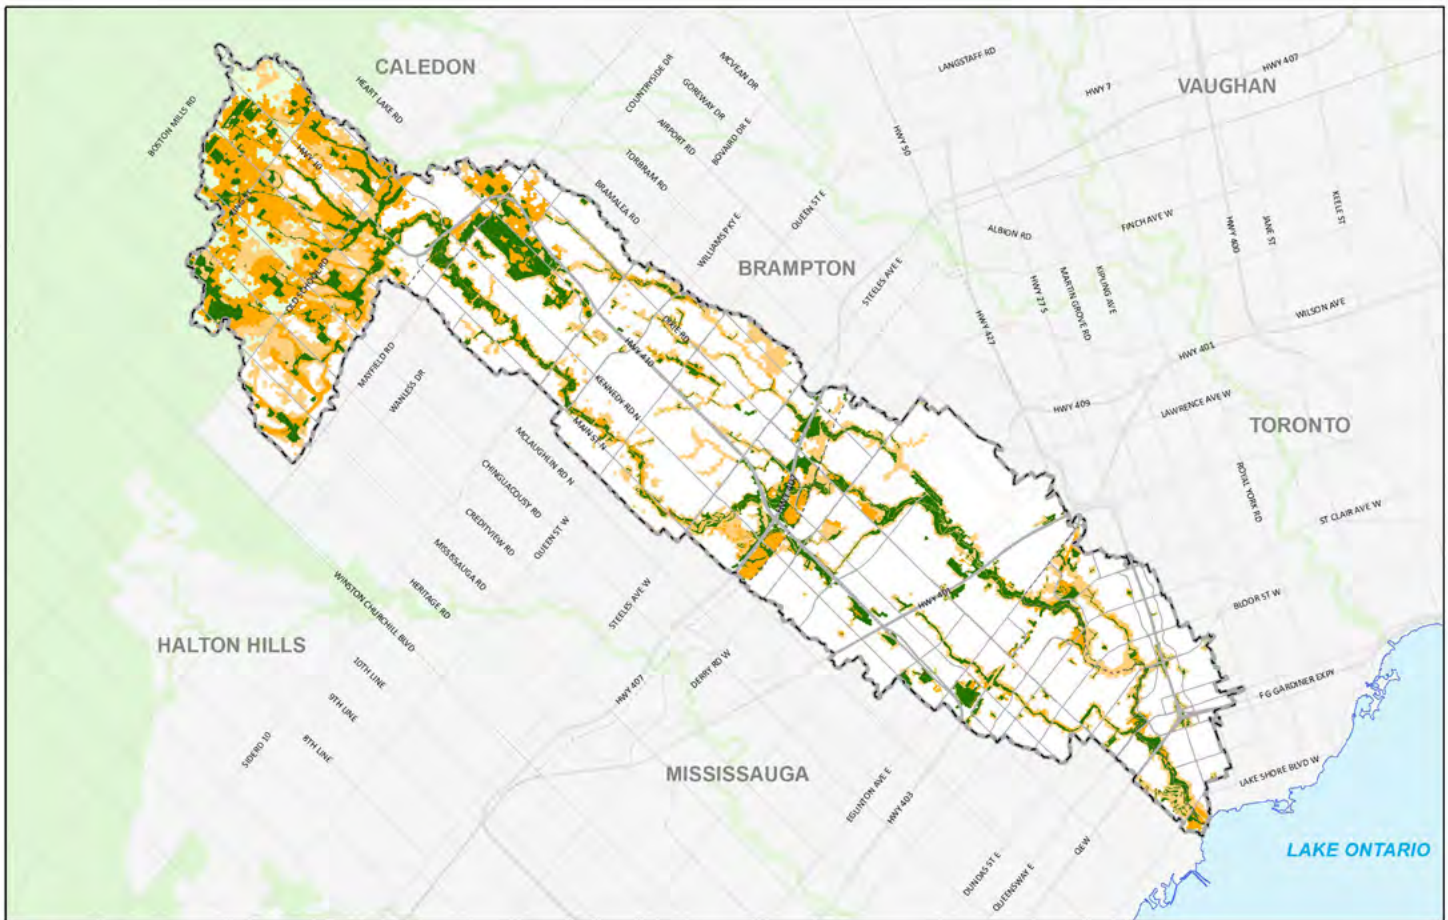 CALEDON
HEART LAKE RD
BOSTON MILLS RD
HWY 10
OLD SCHOOL RD
MAYFIELD RD
WANLESS DR
COUNTRYSIDE DR
MCVEAN DR
GOREWAY DR
AIRPORT RD
BOVAIRD DR E
TORBRAM RD
BRAMALEA RD
WILLIAMS PKY E
QUEEN ST E
BRAMPTON
STEELES AVE E
LANGSTAFF RD
HWY 7
HWY 407
VAUGHAN
HWY 50
ALBION RD
FINCH AVE W
HWY 400
JANE ST
KEELE ST
HWY 27 S
MARTIN GROVE RD
KIPLING AVE
HWY 427
WILSON AVE
HWY 401
LAWRENCE AVE W
HWY 409
TORONTO
ROYAL YORK RD
ST CLAIR AVE W
DIXIE RD
HWY 410
KENNEDY RD N
MAIN ST N
MCLAUGHLIN RD N
CHINGUACOUSY RD
CREDITVIEW RD
QUEEN ST W
MISSISSAUGA RD
HERITAGE RD
WINSTON CHURCHILL BLVD
HWY 407
HWY 401
BLOOR ST W
STEELES AVE W
HALTON HILLS
10TH LINE
9TH LINE
8TH LINE
SIDERD 10
HWY 407
DERRY RD W
F G GARDINER EXPY
LAKE SHORE BLVD W
MISSISSAUGA
EGLINTON AVE E
HWY 403
DUNDAS ST E
QUEENSWAY E
QEW
LAKE ONTARIO